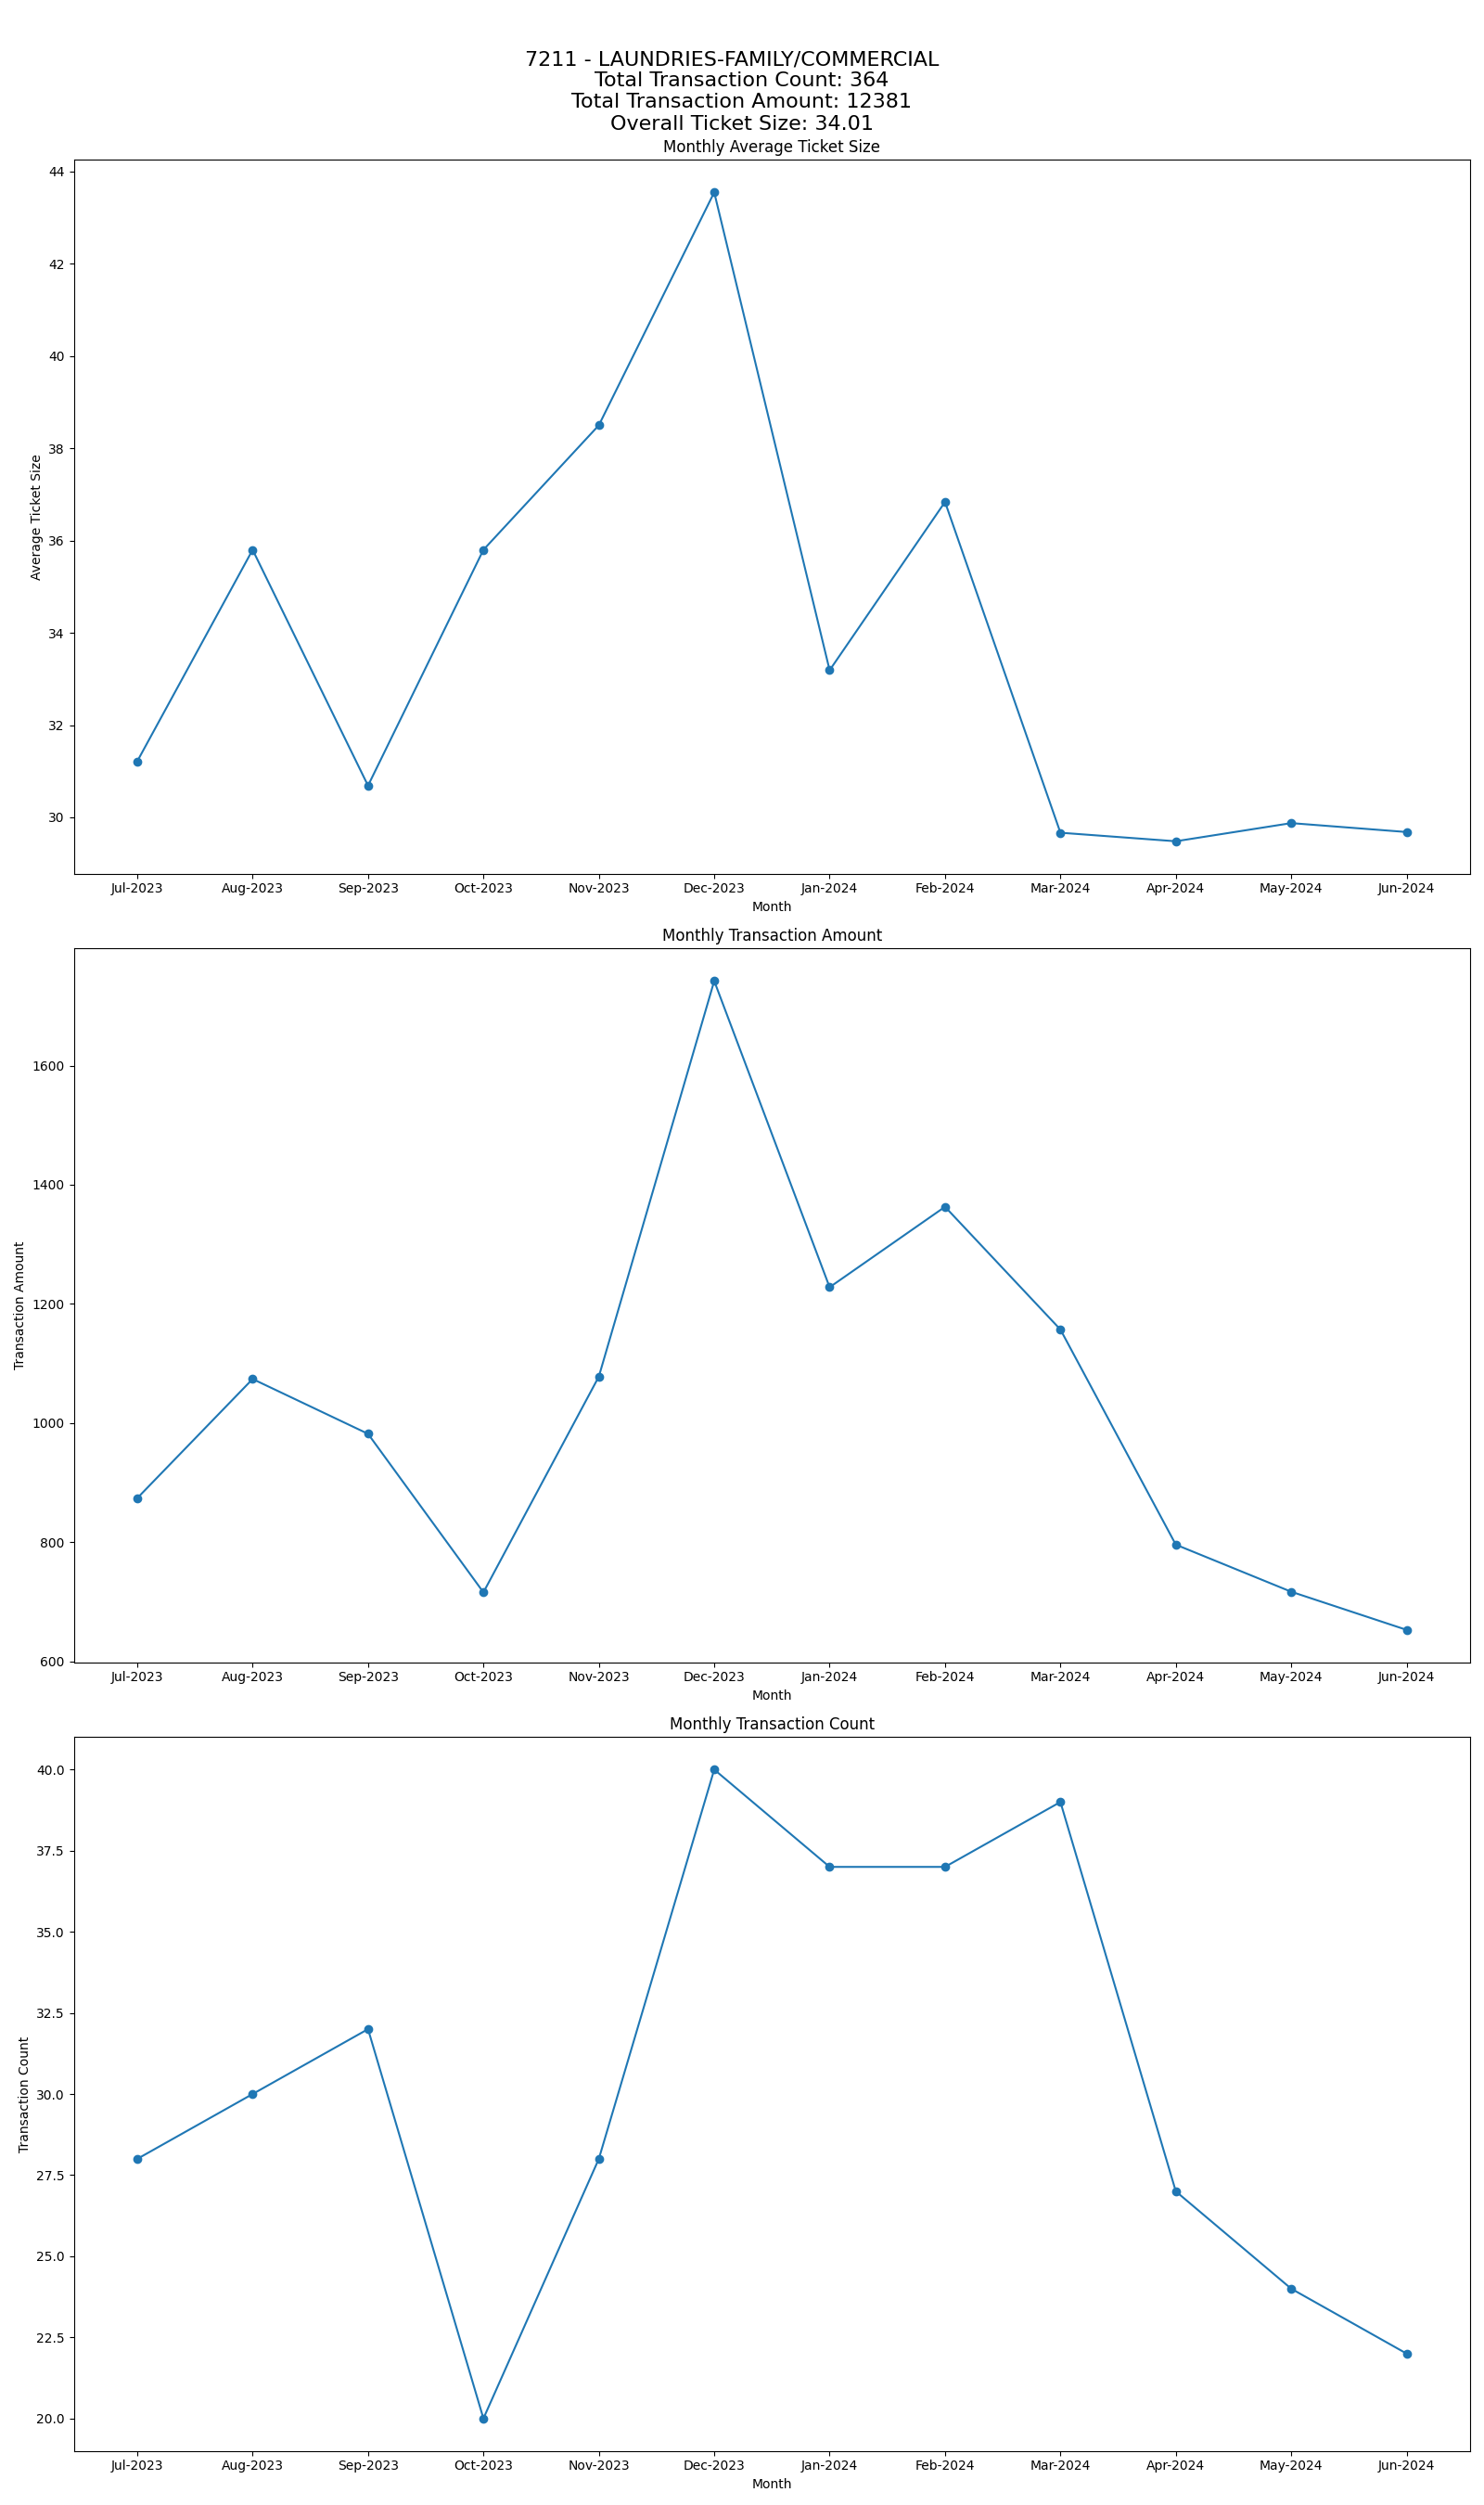 7211 - LAUNDRIES-FAMILY/COMMERCIAL
Total Transaction Count: 364
Total Transaction Amount: 12381
Overall Ticket Size: 34.01
Monthly Average Ticket Size
44
42
40
38
36
34
32
30
Average Ticket Size
Jul-2023 Aug-2023 Sep-2023 Oct-2023 Nov-2023 Dec-2023 Jan-2024 Feb-2024 Mar-2024 Apr-2024 May-2024 Jun-2024
Month
Monthly Transaction Amount
1600
1400
1200
1000
800
600
Transaction Amount
Jul-2023 Aug-2023 Sep-2023 Oct-2023 Nov-2023 Dec-2023 Jan-2024 Feb-2024 Mar-2024 Apr-2024 May-2024 Jun-2024
Month
Monthly Transaction Count
40.0
37.5
35.0
32.5
30.0
27.5
25.0
22.5
20.0
Transaction Count
Jul-2023 Aug-2023 Sep-2023 Oct-2023 Nov-2023 Dec-2023 Jan-2024 Feb-2024 Mar-2024 Apr-2024 May-2024 Jun-2024
Month